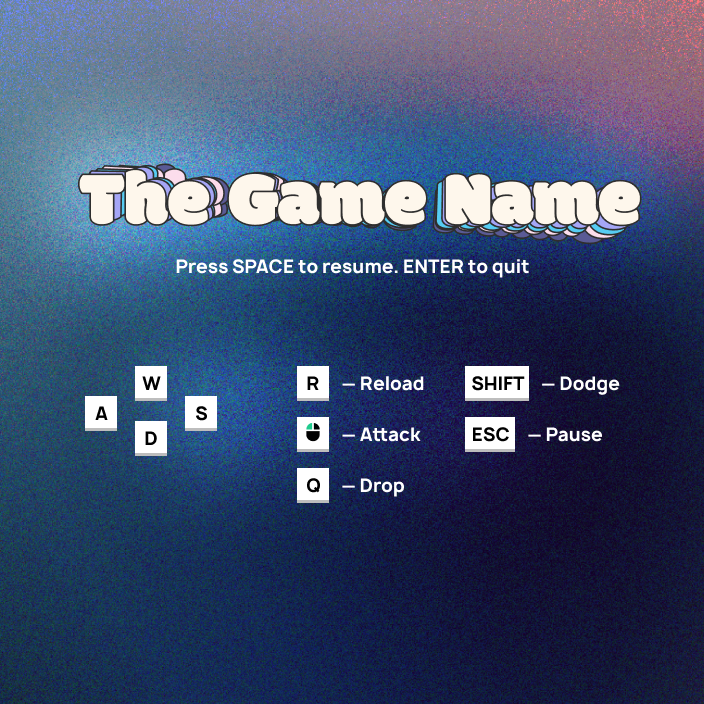 The Game Name
Press SPACE to resume. ENTER to quit
W
A
S
D
R — Reload
— Attack
Q — Drop
SHIFT — Dodge
ESC — Pause